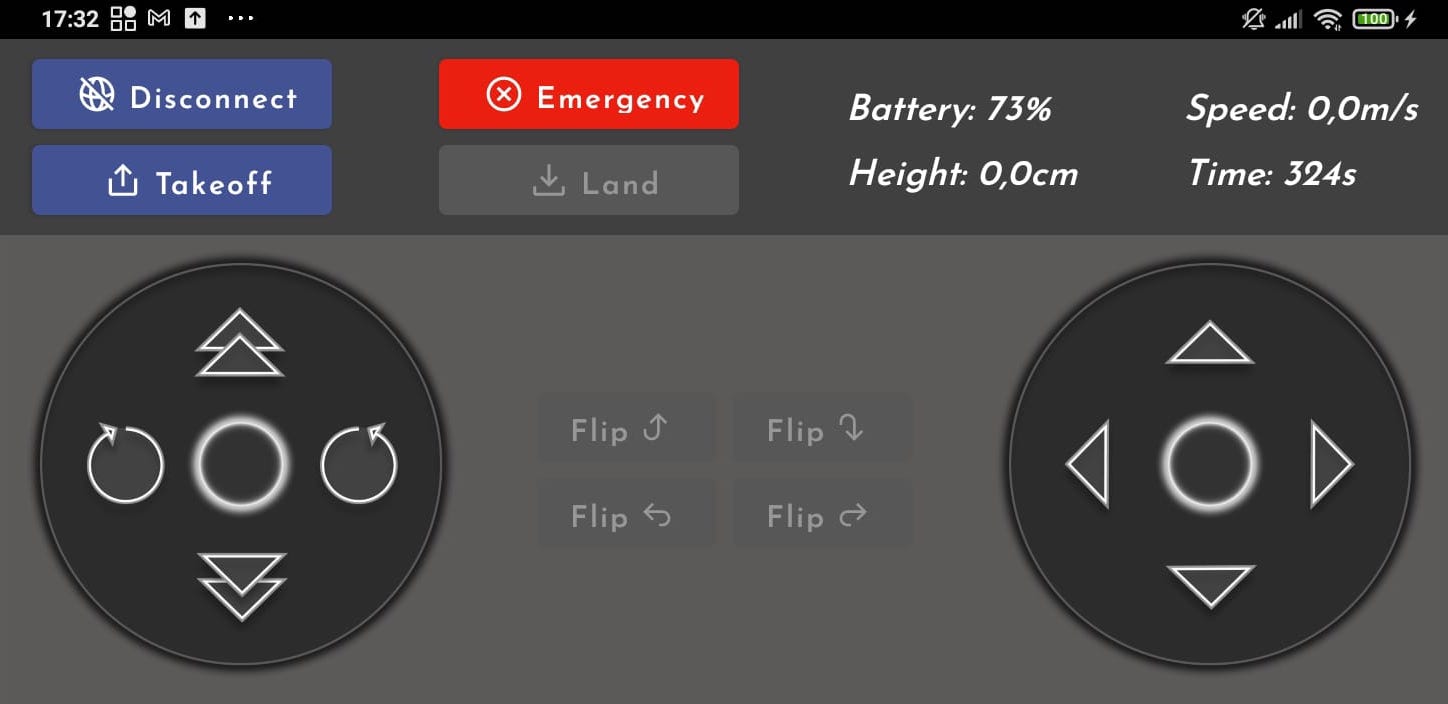 17:32
100
Disconnect
Emergency
Battery: 73%
Speed: 0,0m/s
Takeoff
Land
Height: 0,0cm
Time: 324s
Flip
Flip
Flip
Flip